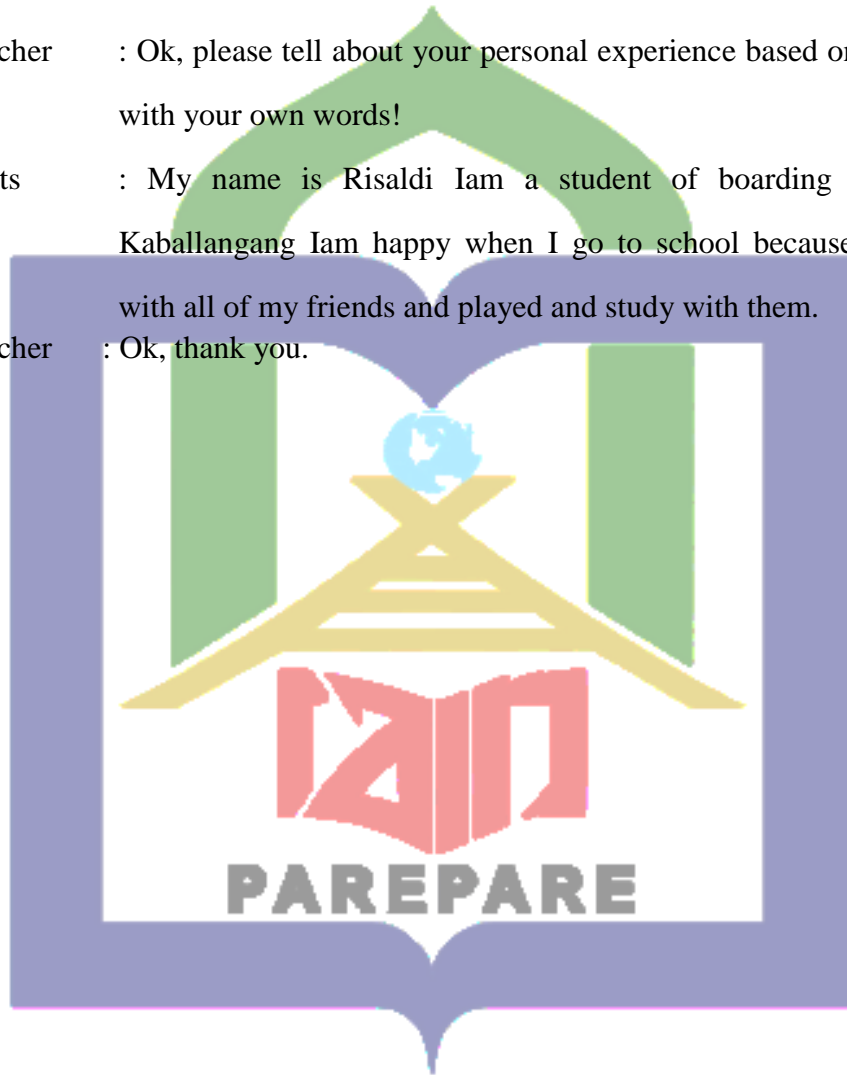 cher : Ok, please tell about your personal experience based or
with your own words!
ts : My name is Risaldi Iam a student of boarding
Kaballangang Iam happy when I go to school because
with all of my friends and played and study with them.
cher : Ok, thank you.
iain
PAREPARE